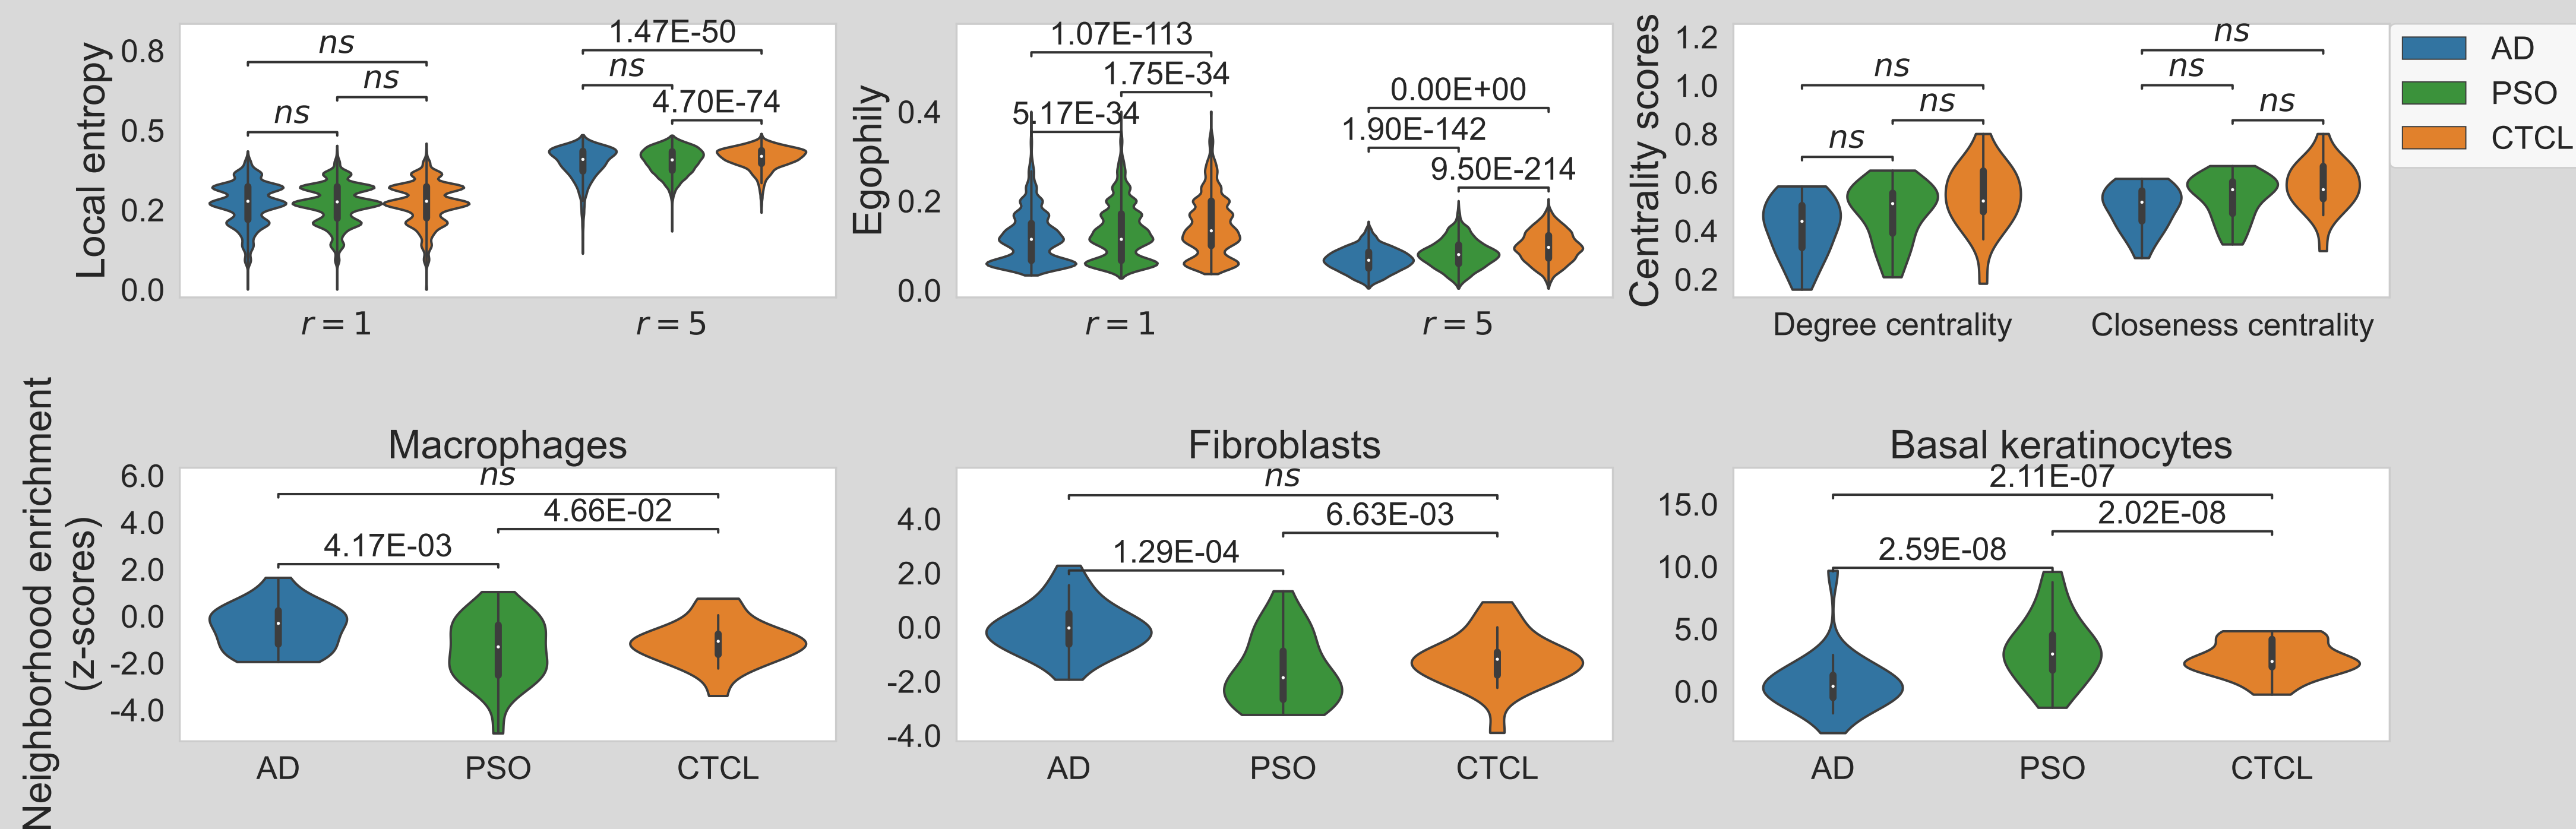 Local entropy
0.8
0.5
0.2
0.0
ns
ns
ns
1.47E-50
ns
4.70E-74
r = 1
r = 5
Egophily
0.4
0.2
0.0
1.07E-113
1.75E-34
5.17E-34
0.00E+00
1.90E-142
9.50E-214
r = 1
r = 5
Centrality scores
1.2
1.0
0.8
0.6
0.4
0.2
ns
ns
ns
ns
ns
ns
Degree centrality
Closeness centrality
AD
PSO
CTCL
Neighborhood enrichment
(z-scores)
Macrophages
6.0
4.0
2.0
0.0
-2.0
-4.0
ns
4.66E-02
4.17E-03
AD
PSO
CTCL
Fibroblasts
4.0
2.0
0.0
-2.0
-4.0
ns
6.63E-03
1.29E-04
AD
PSO
CTCL
Basal keratinocytes
15.0
10.0
5.0
0.0
2.11E-07
2.02E-08
2.59E-08
AD
PSO
CTCL